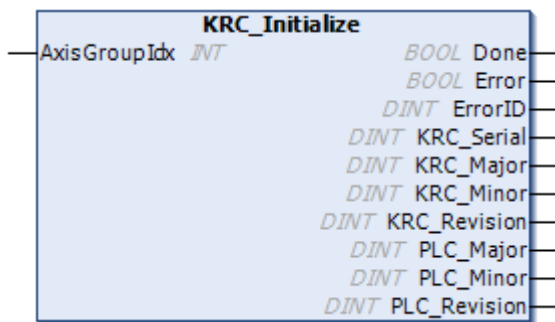 KRC_Initialize
AxisGroupIdx INT BOOL Done
BOOL Error
DINT ErrorID
DINT KRC_Serial
DINT KRC_Major
DINT KRC_Minor
DINT KRC_Revision
DINT PLC_Major
DINT PLC_Minor
DINT PLC_Revision